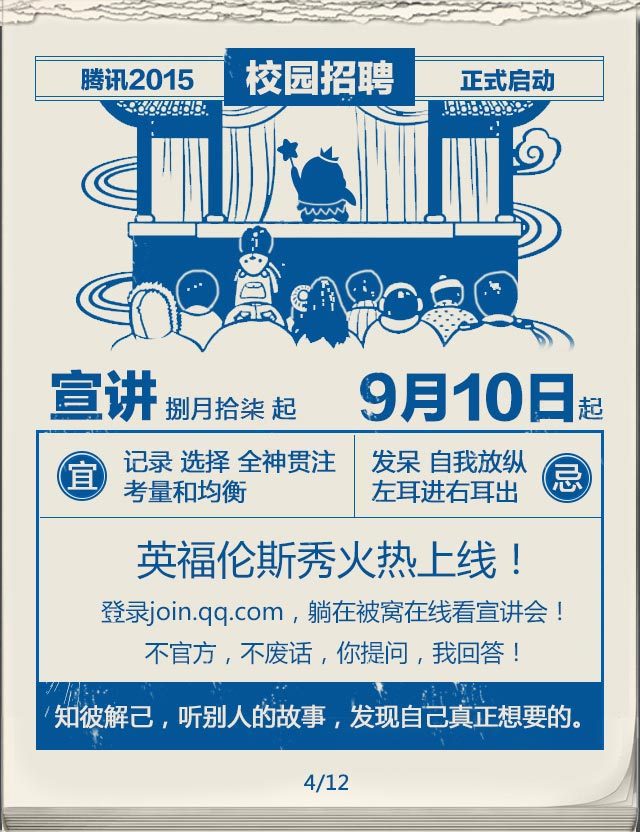 腾讯2015 校园招聘 正式启动
宣讲 捌月拾柒 起 9月10日起
宜 记录 选择 全神贯注
考量和均衡
发呆 自我放纵
左耳进右耳出 忌
英福伦斯秀火热上线！
登录join.qq.com，躺在被窝在线看宣讲会！
不官方，不废话，你提问，我回答！
知彼解己，听别人的故事，发现自己真正想要的。
4/12